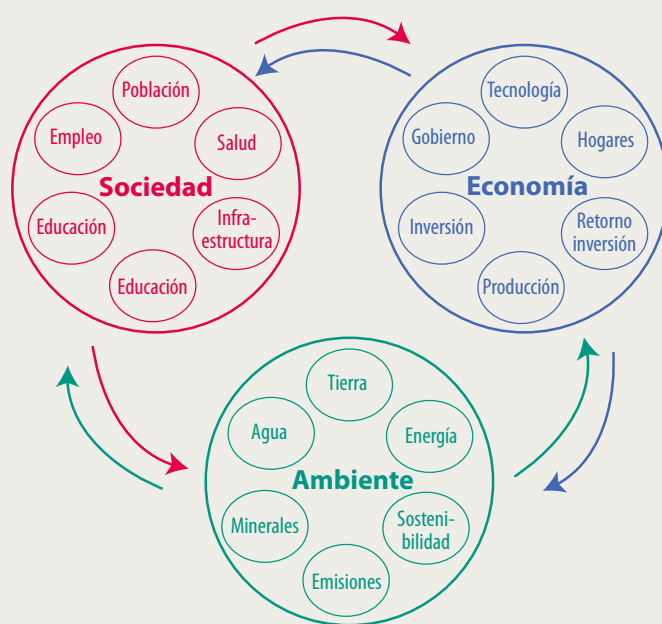 Sociedad
Población
Salud
Infra-
estructura
Educación
Educación
Empleo
Economía
Tecnología
Hogares
Retorno
inversión
Producción
Inversión
Gobierno
Ambiente
Tierra
Energía
Sosteni-
bilidad
Emisiones
Minerales
Agua